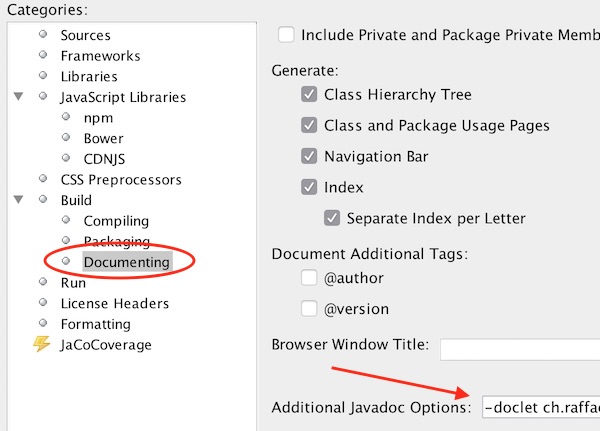 Categories:
Sources
Frameworks
Libraries
JavaScript Libraries
npm
Bower
CDNJS
CSS Preprocessors
Build
Compiling
Packaging
Documenting
Run
License Headers
Formatting
JaCoCoverage
Include Private and Package Private Memb
Generate:
Class Hierarchy Tree
Class and Package Usage Pages
Navigation Bar
Index
Separate Index per Letter
Document Additional Tags:
@author
@version
Browser Window Title:
Additional Javadoc Options: -doclet ch.raffae